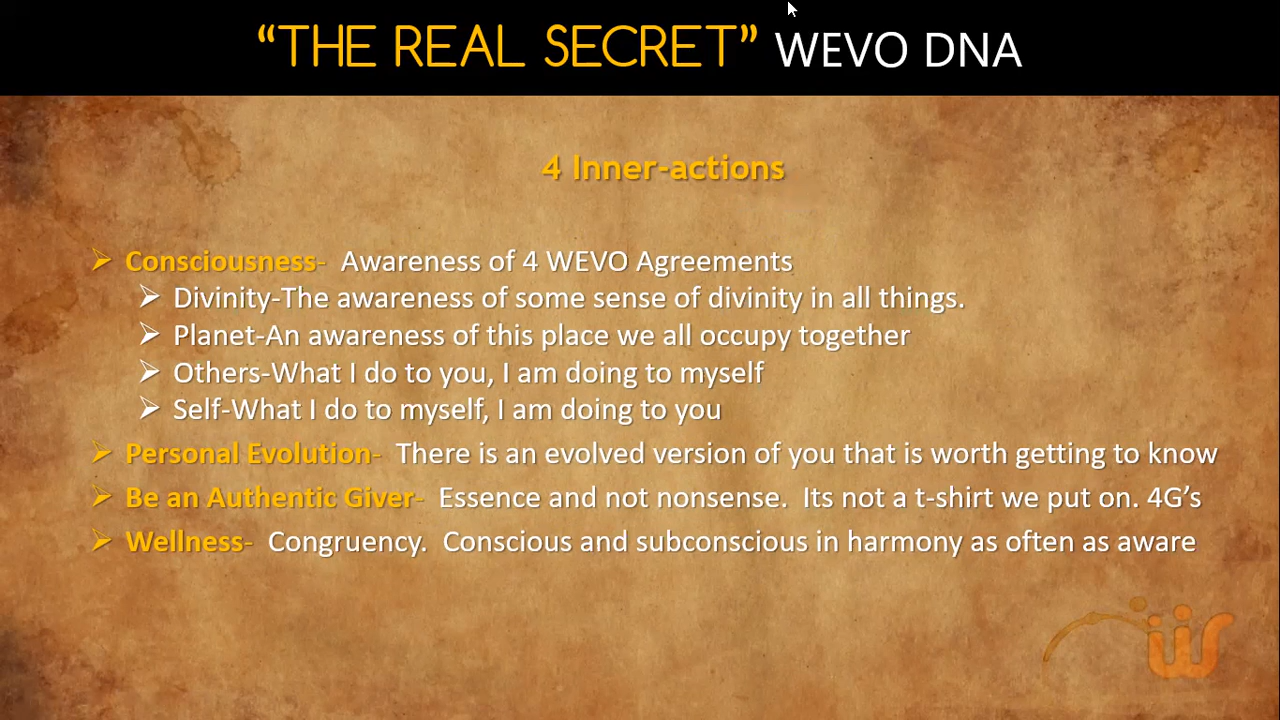 “THE REAL SECRET” WEVO DNA
4 Inner-actions
Consciousness- Awareness of 4 WEVO Agreements
Divinity-The awareness of some sense of divinity in all things.
Planet-An awareness of this place we all occupy together
Others-What I do to you, I am doing to myself
Self-What I do to myself, I am doing to you
Personal Evolution- There is an evolved version of you that is worth getting to know
Be an Authentic Giver- Essence and not nonsense. Its not a t-shirt we put on. 4G’s
Wellness- Congruency. Conscious and subconscious in harmony as often as aware